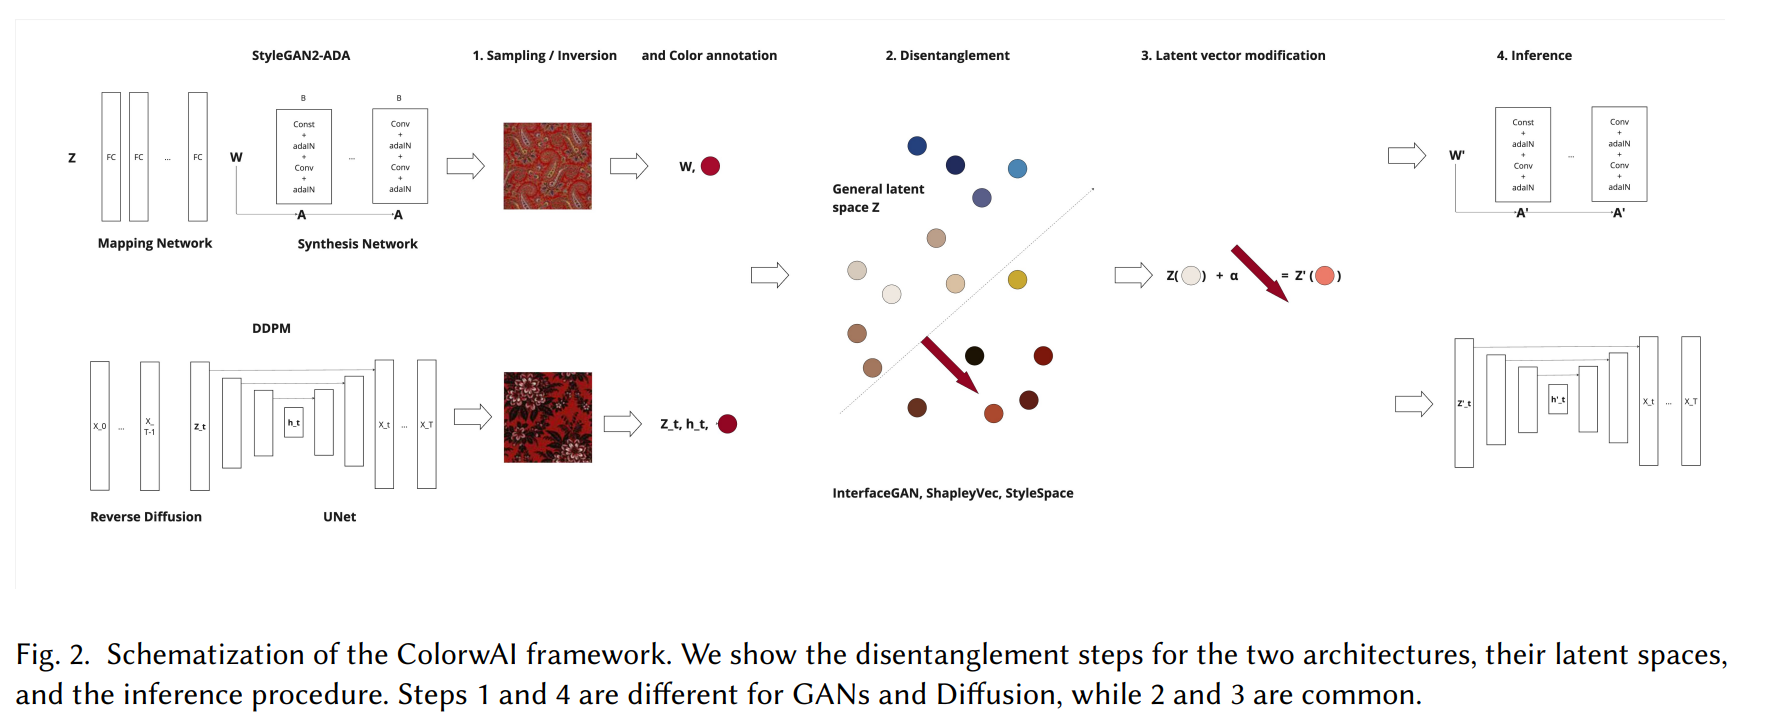 StyleGAN2-ADA
1. Sampling / Inversion and Color annotation
2. Disentanglement
3. Latent vector modification
4. Inference
Z
FC
FC
...
FC
W
B
Const
+
adaIN
+
Conv
+
adaIN
A
...
B
Conv
+
adaIN
+
Conv
+
adaIN
A
Mapping Network
Synthesis Network
W,
General latent
space Z
Z( ) + α = Z' ( )
W'
Const
+
adaIN
+
Conv
+
adaIN
A'
...
Conv
+
adaIN
+
Conv
+
adaIN
A'
DDPM
X_0
...
X_
T-1
Z_t
h_t
X_t
...
X_T
Reverse Diffusion
UNet
Z_t, h_t,
InterfaceGAN, ShapleyVec, StyleSpace
Z'_t
h'_t
X_t
...
X_T
Fig. 2. Schematization of the ColorwAI framework. We show the disentanglement steps for the two architectures, their latent spaces,
and the inference procedure. Steps 1 and 4 are different for GANs and Diffusion, while 2 and 3 are common.